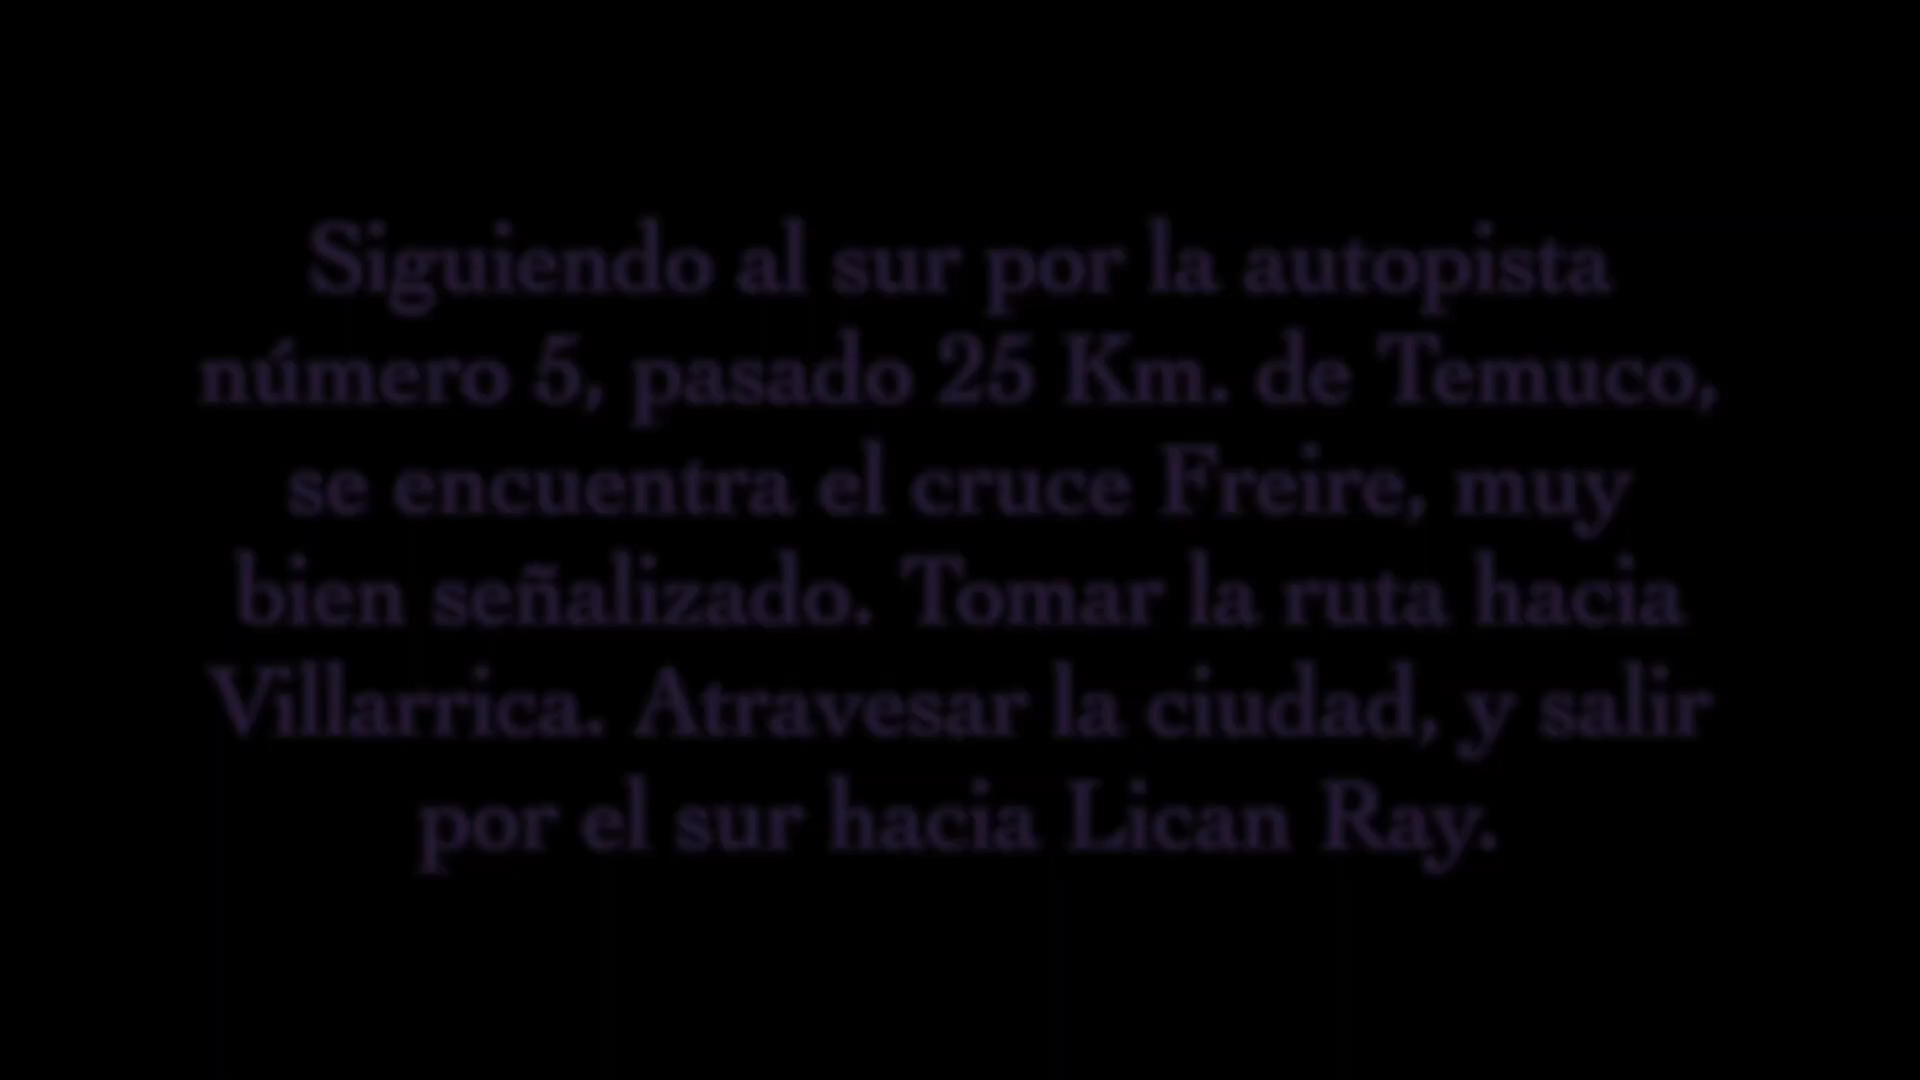 Siguiendo al sur por la autopista
número 5, pasado 25 Km. de Temuco,
se encuentra el cruce Freire, muy
bien señalizado. Tomar la ruta hacia
Villarrica. Atravesar la ciudad, y salir
por el sur hacia Lican Ray.